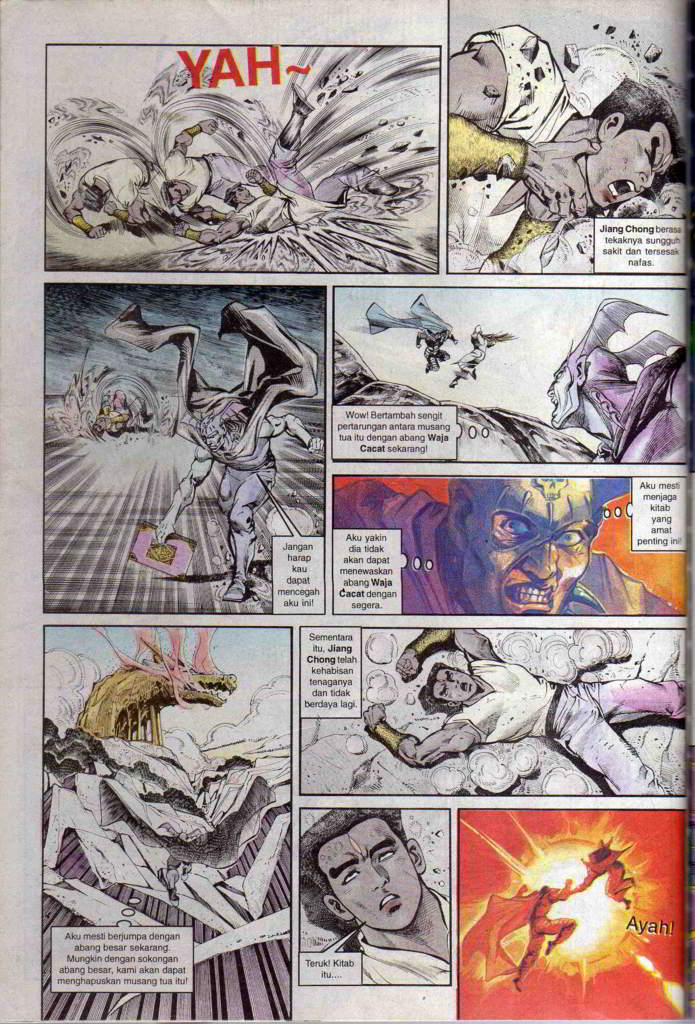 YAH~
Jiang Chong berasa
tekaknya sungguh
sakit dan tersesak
nafas.
Jangan
harap
kau
dapat
mencegah
aku ini!
Wow! Bertambah sengit
pertarungan antara musang
tua itu dengan abang Waja
Cacat sekarang!
Aku mesti
menjaga
kitab
yang
amat
penting ini!
Aku yakin
dia tidak
akan dapat
menewaskan
abang Waja
Cacat dengan
segera.
Aku mesti berjumpa dengan
abang besar sekarang.
Mungkin dengan sokongan
abang besar, kami akan dapat
menghapuskan musang tua itu!
Sementara
itu, Jiang
Chong telah
kehabisan
tenaganya
dan tidak
berdaya lagi.
Teruk! Kitab
itu....
Ayah!